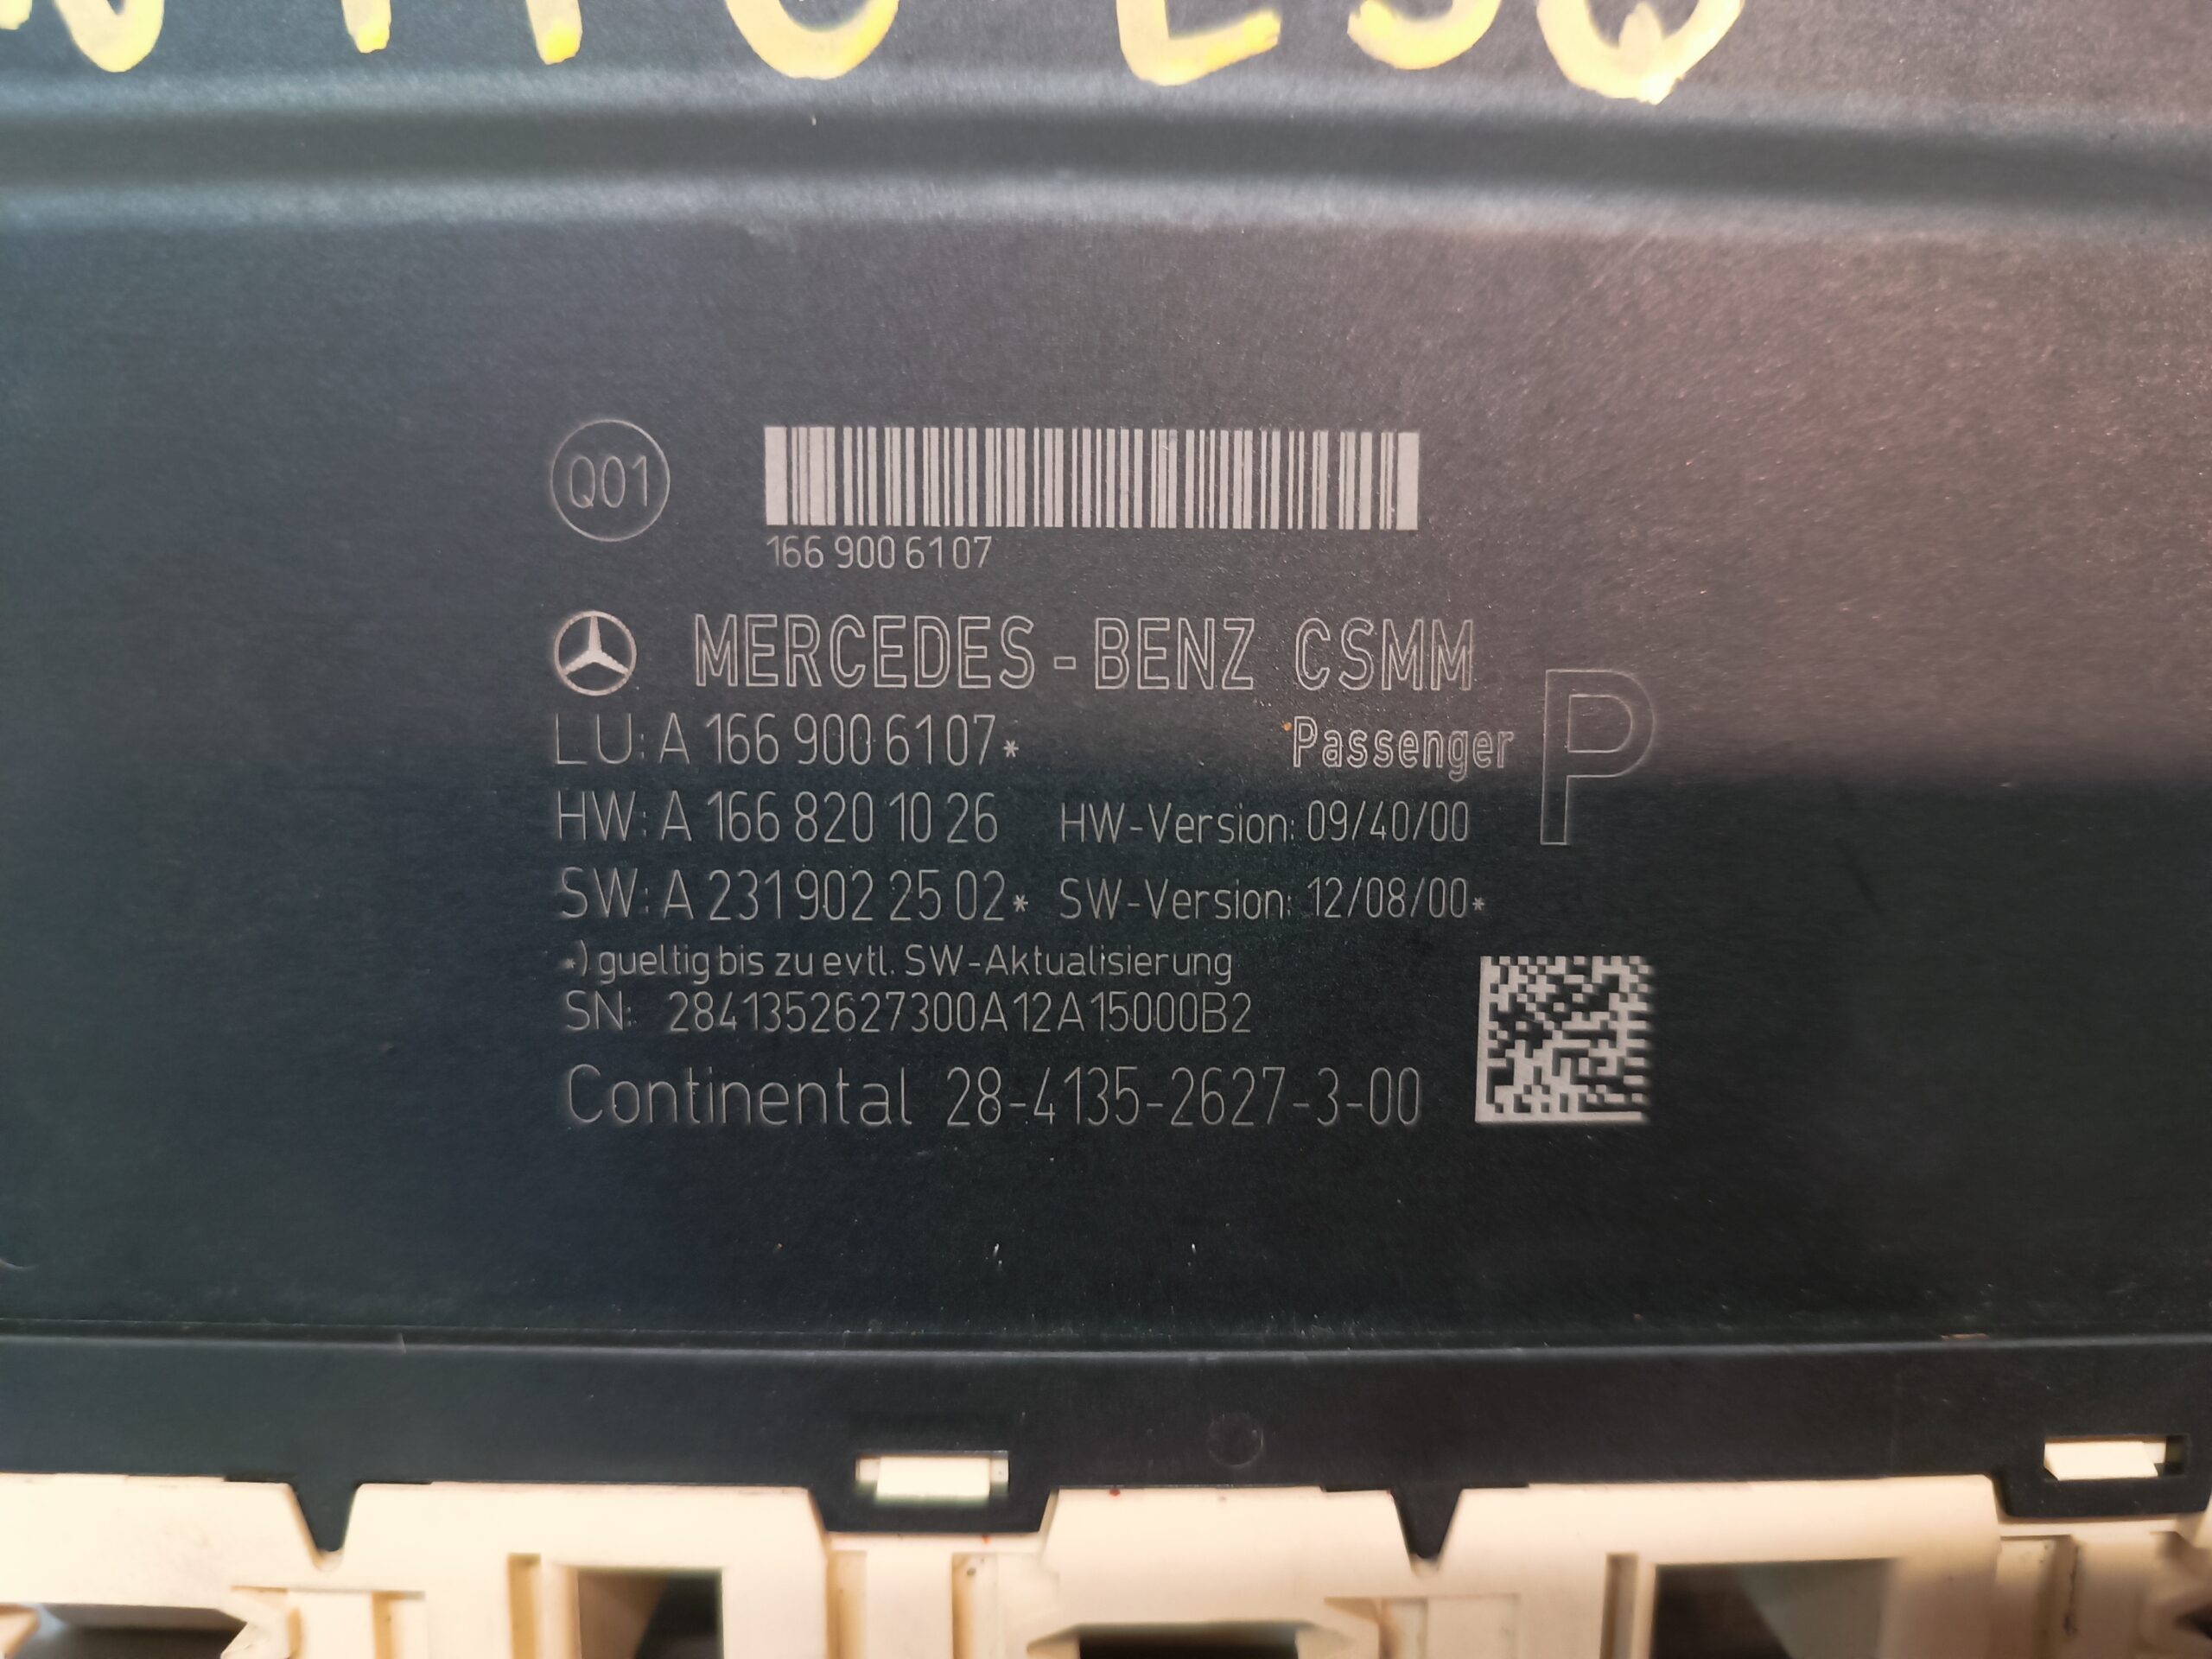 Q01
166 900 61 07
MERCEDES-BENZ CSMM
LU: A 166 900 61 07* Passenger P
HW: A 166 820 10 26 HW-Version: 09/40/00
SW: A 231 902 25 02* SW-Version: 12/08/00*
*) gueltig bis zu evtl. SW-Aktualisierung
SN: 2841352627300A12A15000B2
Continental 28-4135-2627-3-00